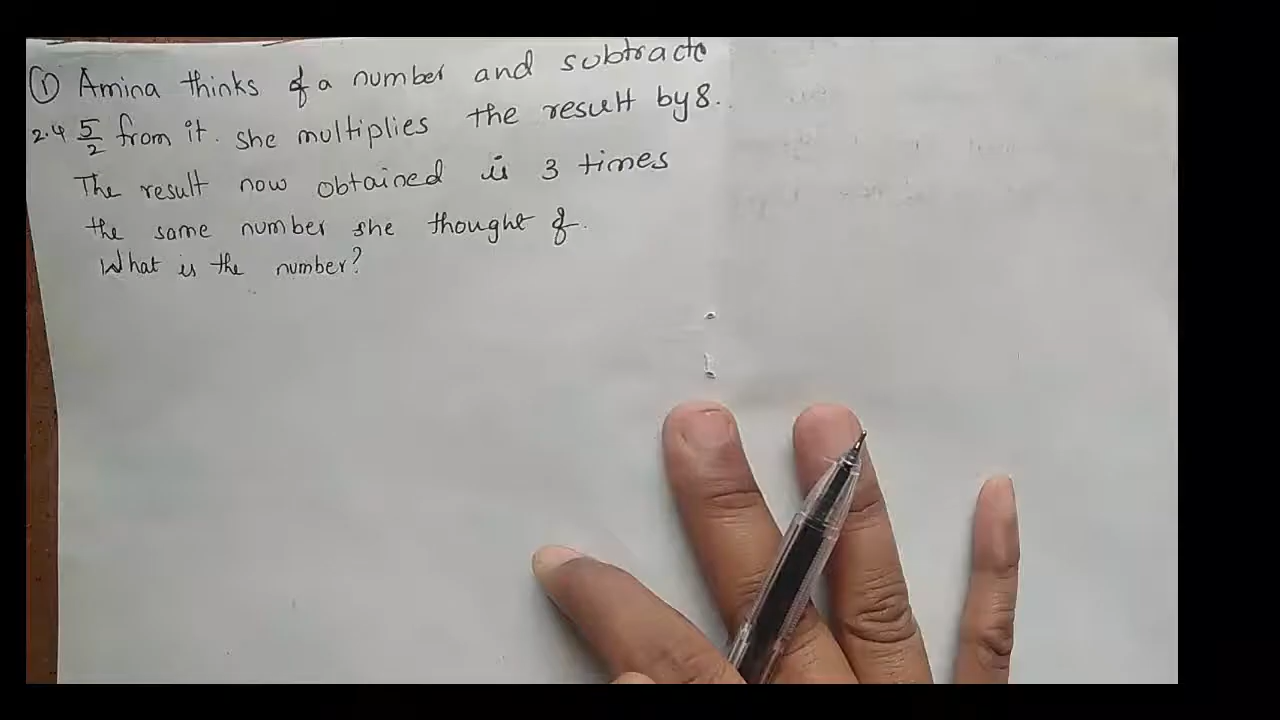 ① Amina thinks of a number and subtracts
2.4 5/2 from it. She multiplies the result by 8.
The result now obtained is 3 times
the same number she thought of.
What is the number?